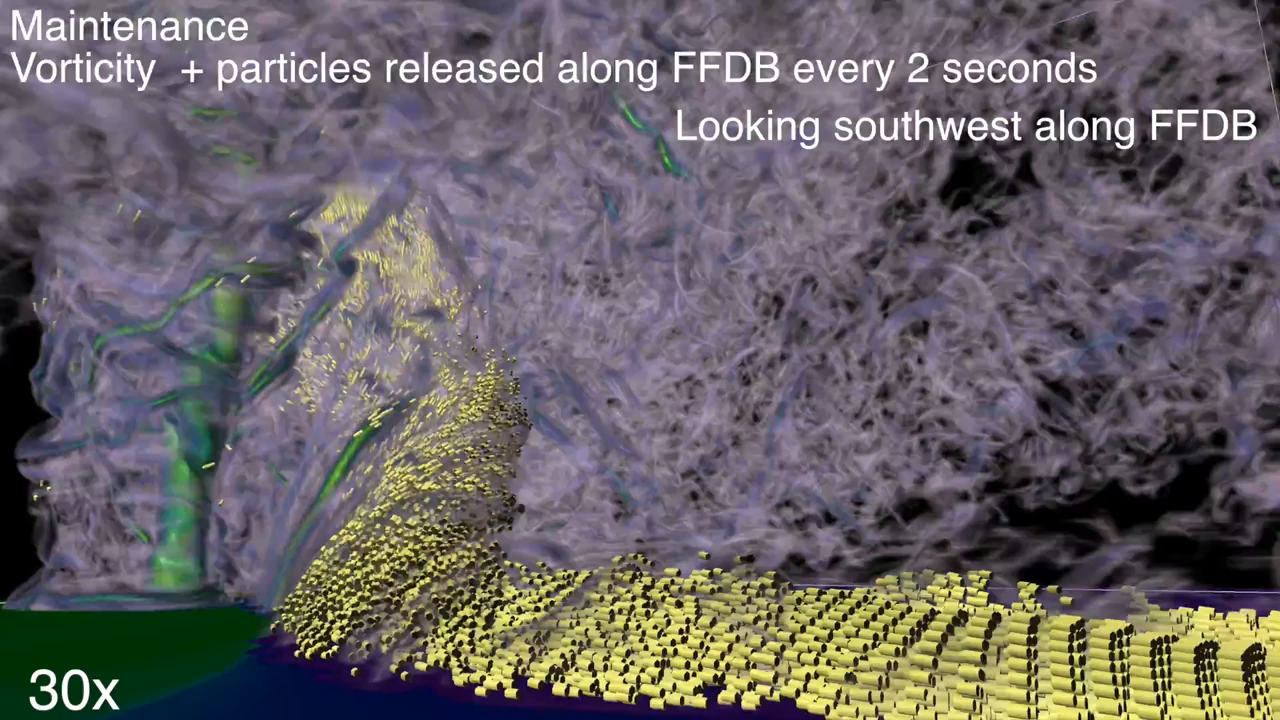 Maintenance
Vorticity + particles released along FFDB every 2 seconds
Looking southwest along FFDB
30x